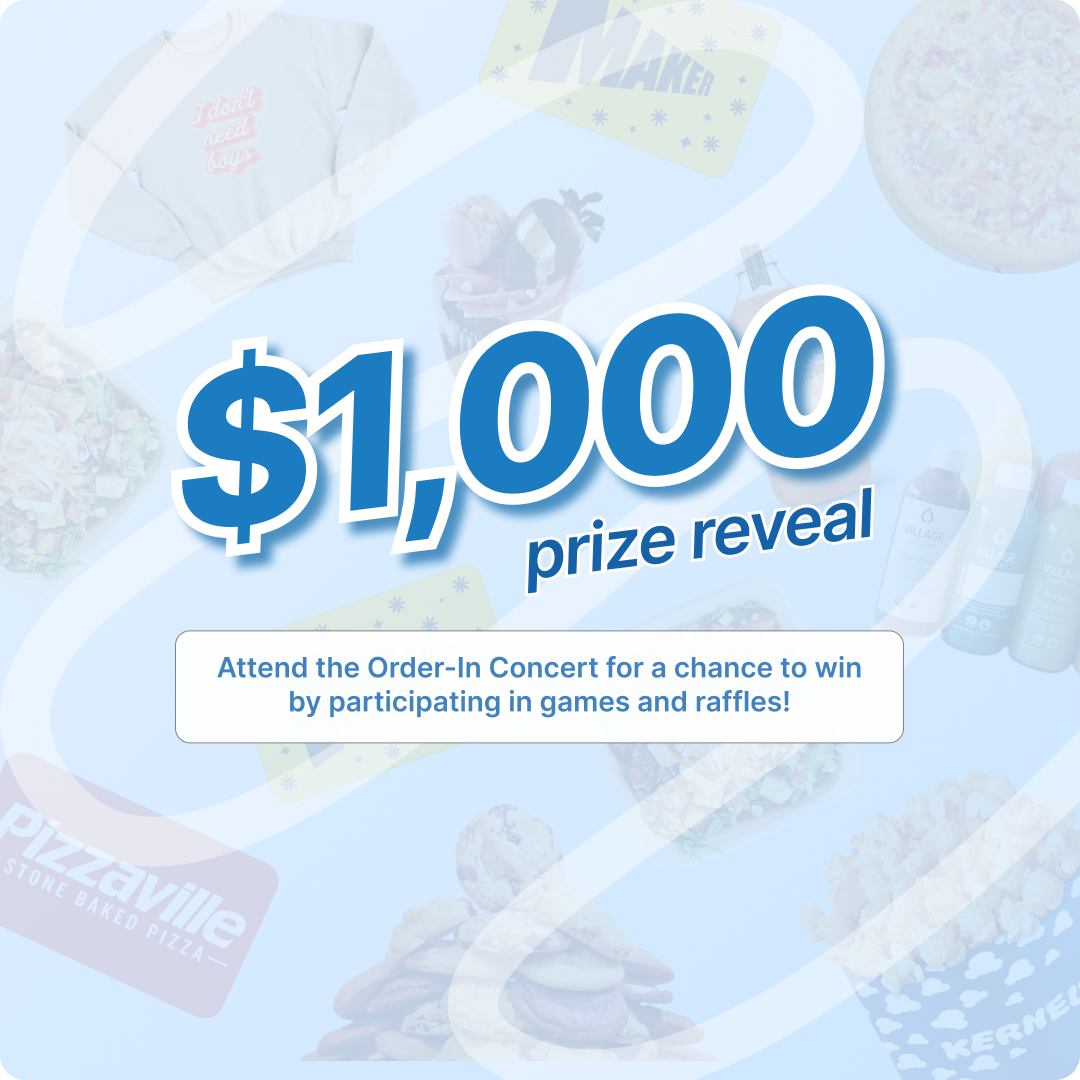 I don't
need
boys
MAKER
$1,000
prize reveal
VILLAGE
VILLAGE
VILLAGE
Attend the Order-In Concert for a chance to win
by participating in games and raffles!
Pizzaville
STONE BAKED PIZZA
KERNEL